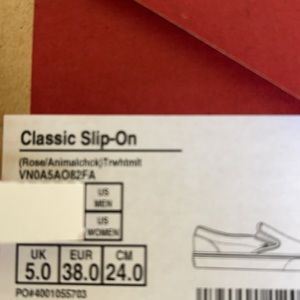 Classic Slip-On
(Rose/Animalchck)Trwhtmlt
VN0A5AO82FA
US
MEN
US
WOMEN
UK EUR CM
5.0 38.0 24.0
PO#4001055703